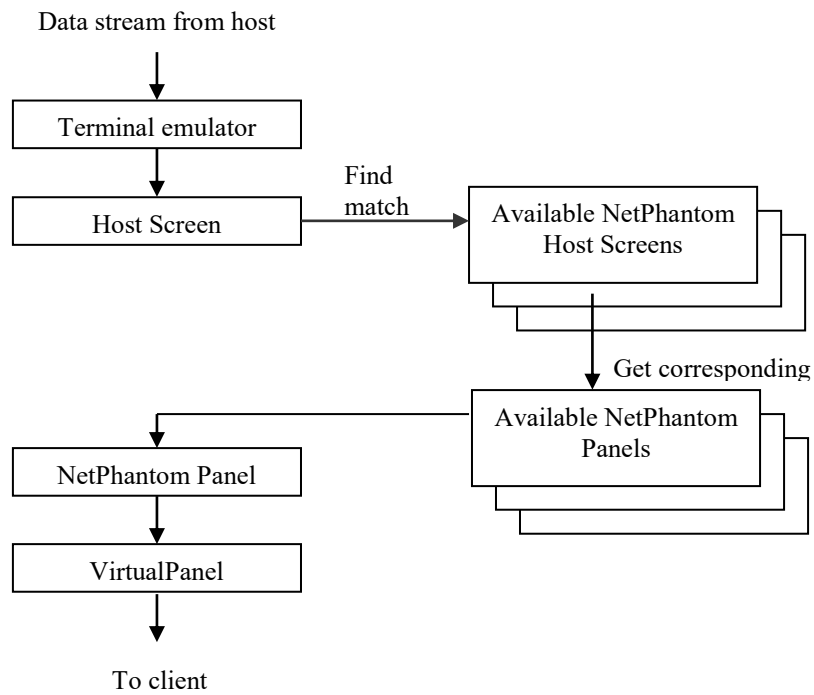 Data stream from host
Terminal emulator
Host Screen
Find
match
Available NetPhantom
Host Screens
Get corresponding
Available NetPhantom
Panels
NetPhantom Panel
VirtualPanel
To client